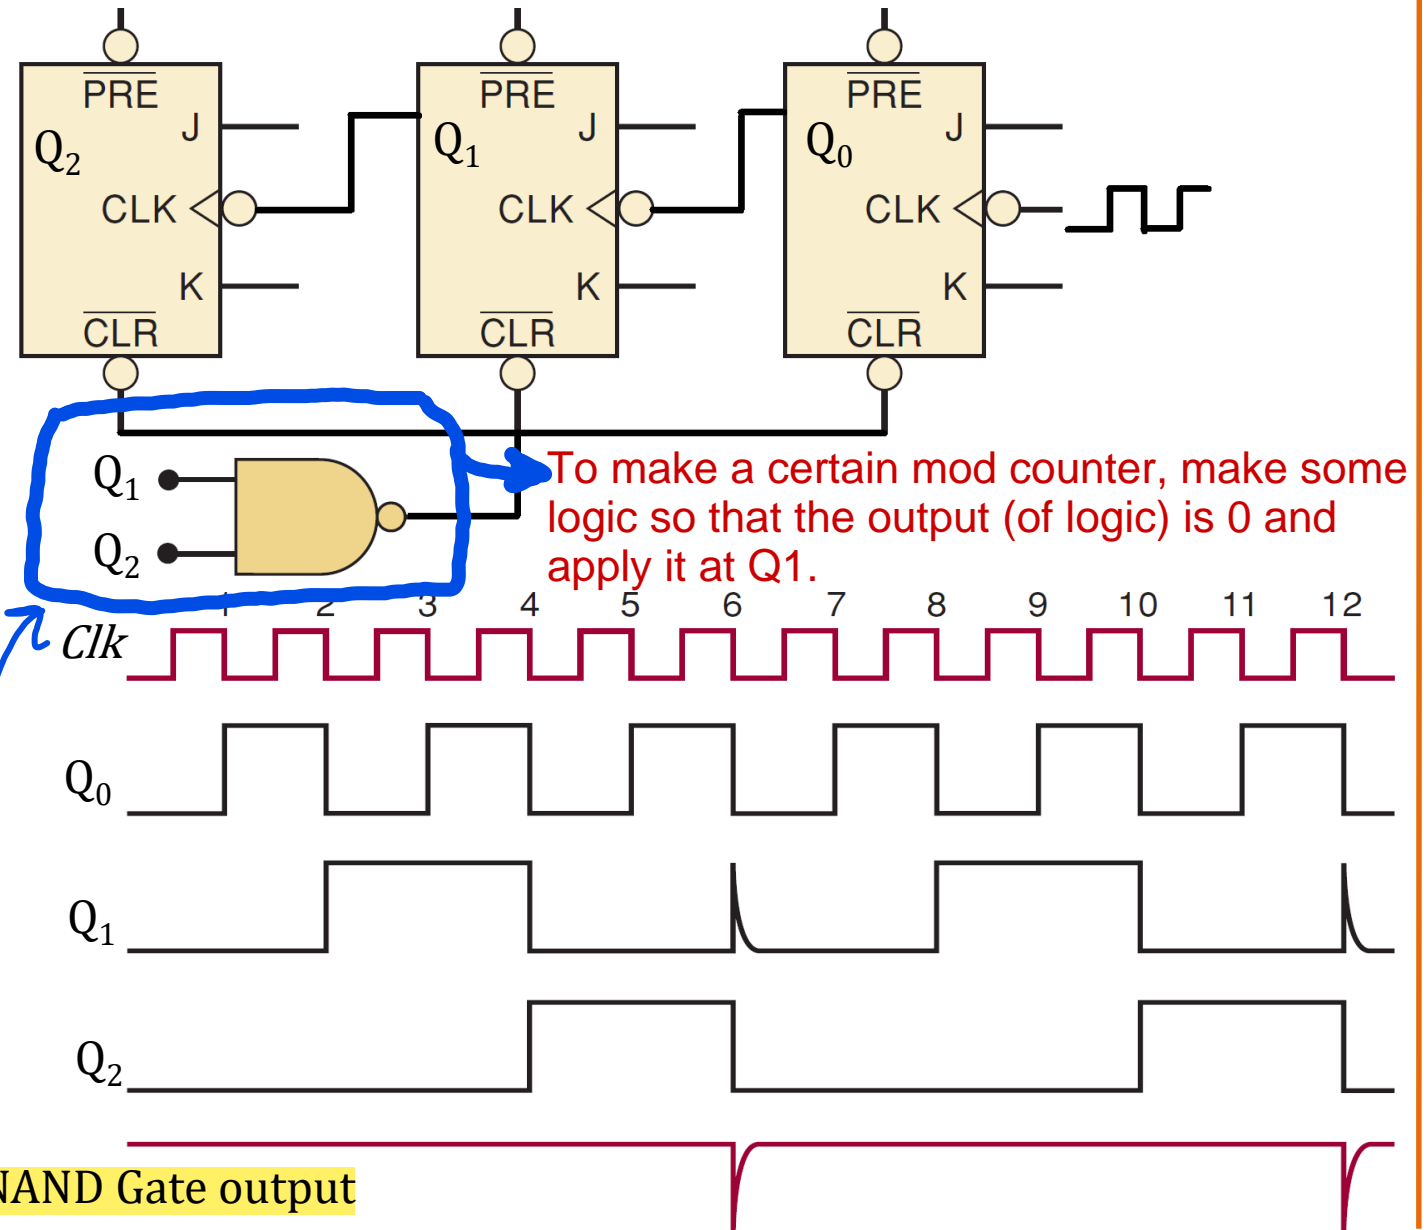 PRE PRE PRE
Q₂ J Q₁ J Q₀ J
CLK CLK CLK
K K K
CLR CLR CLR
Q₁
Q₂
To make a certain mod counter, make some
logic so that the output (of logic) is 0 and
apply it at Q1.
1 2 3 4 5 6 7 8 9 10 11 12
Clk
Q₀
Q₁
Q₂
NAND Gate output